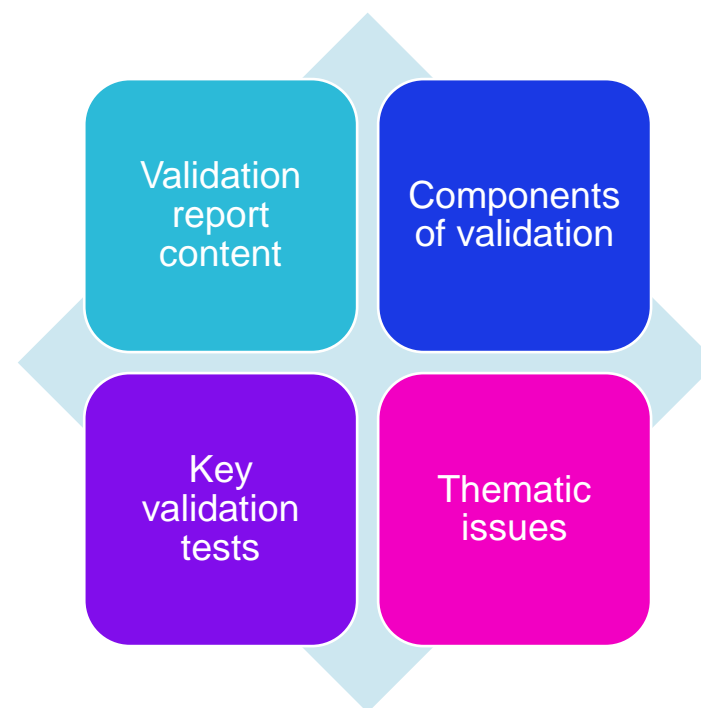 Validation
report
content
Components
of validation
Key
validation
tests
Thematic
issues